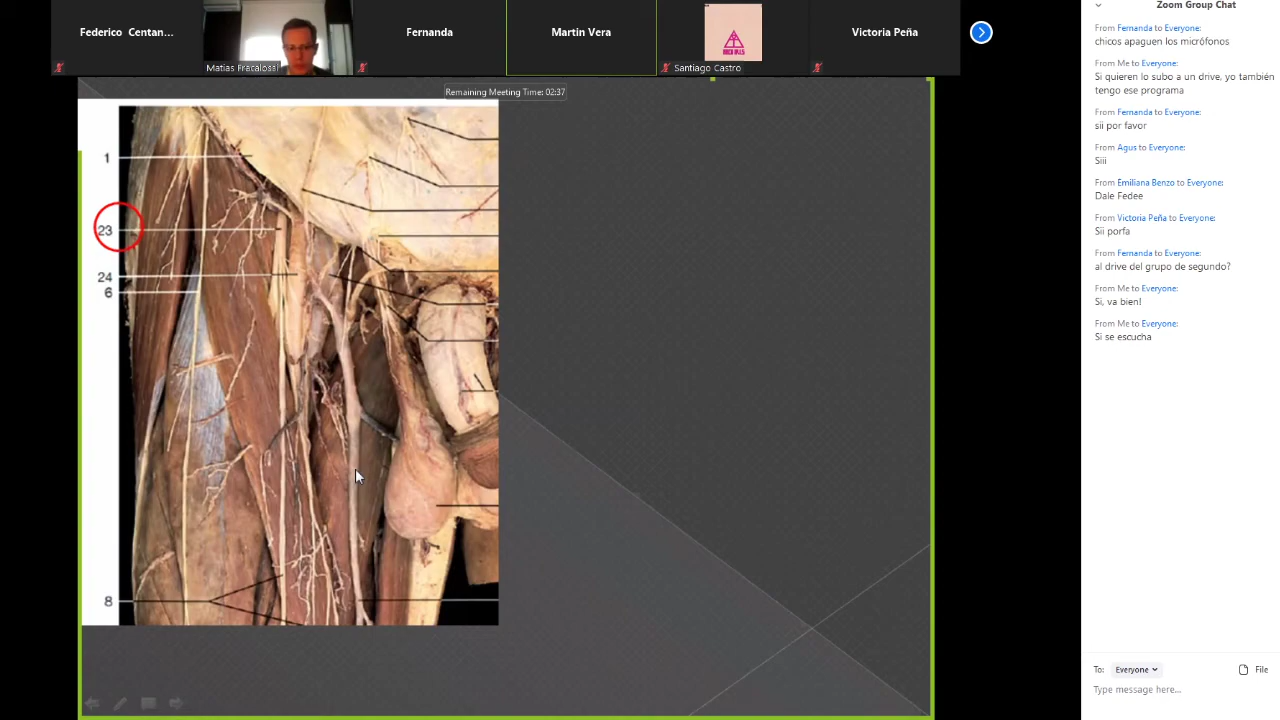 Federico Centan...
Matías Fracalossi
Fernanda
Martin Vera
Santiago Castro
Victoria Peña
Remaining Meeting Time: 02:37
1
23
24
6
8
Zoom Group Chat
From Fernanda to Everyone:
chicos apaguen los micrófonos
From Me to Everyone:
Si quieren lo subo a un drive, yo también
tengo ese programa
From Fernanda to Everyone:
sii por favor
From Agus to Everyone:
Siii
From Emiliana Benzo to Everyone:
Dale Fedee
From Victoria Peña to Everyone:
Sii porfa
From Fernanda to Everyone:
al drive del grupo de segundo?
From Me to Everyone:
Si, va bien!
From Me to Everyone:
Si se escucha
To: Everyone
File
Type message here...